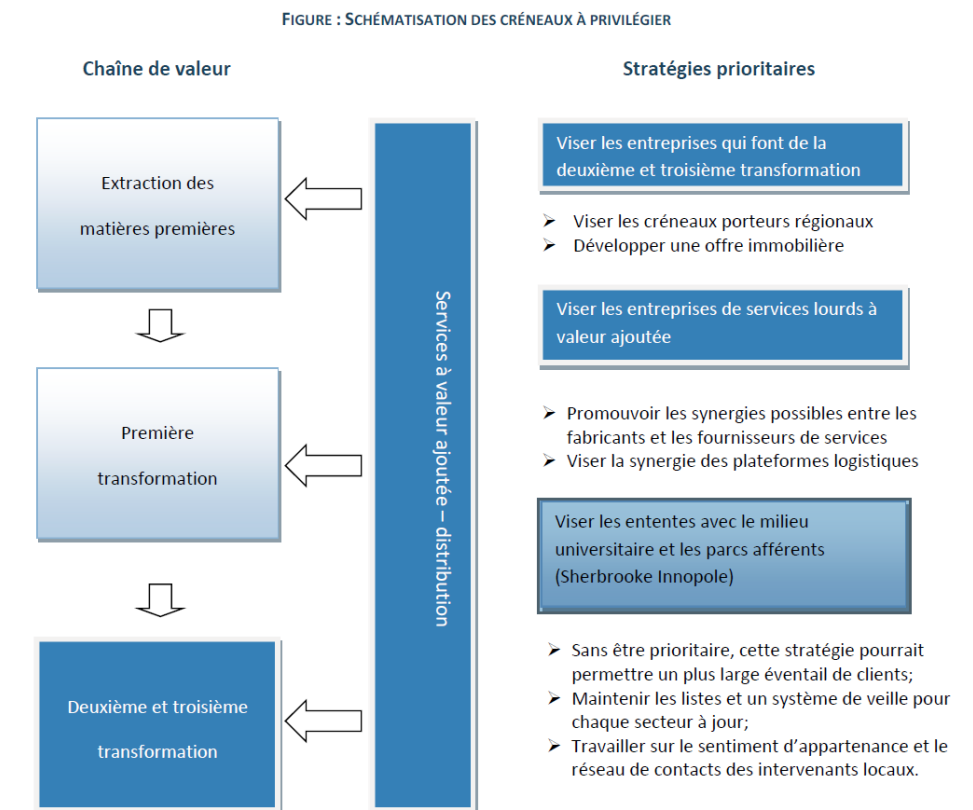 FIGURE : SCHÉMATISATION DES CRÉNEAUX À PRIVILÉGIER
Chaîne de valeur
Extraction des
matières premières
Première
transformation
Deuxième et troisième
transformation
Services à valeur ajoutée – distribution
Stratégies prioritaires
Viser les entreprises qui font de la
deuxième et troisième transformation
➢ Viser les créneaux porteurs régionaux
➢ Développer une offre immobilière
Viser les entreprises de services lourds à
valeur ajoutée
➢ Promouvoir les synergies possibles entre les
fabricants et les fournisseurs de services
➢ Viser la synergie des plateformes logistiques
Viser les ententes avec le milieu
universitaire et les parcs afférents
(Sherbrooke Innopole)
➢ Sans être prioritaire, cette stratégie pourrait
permettre un plus large éventail de clients;
➢ Maintenir les listes et un système de veille pour
chaque secteur à jour;
➢ Travailler sur le sentiment d’appartenance et le
réseau de contacts des intervenants locaux.